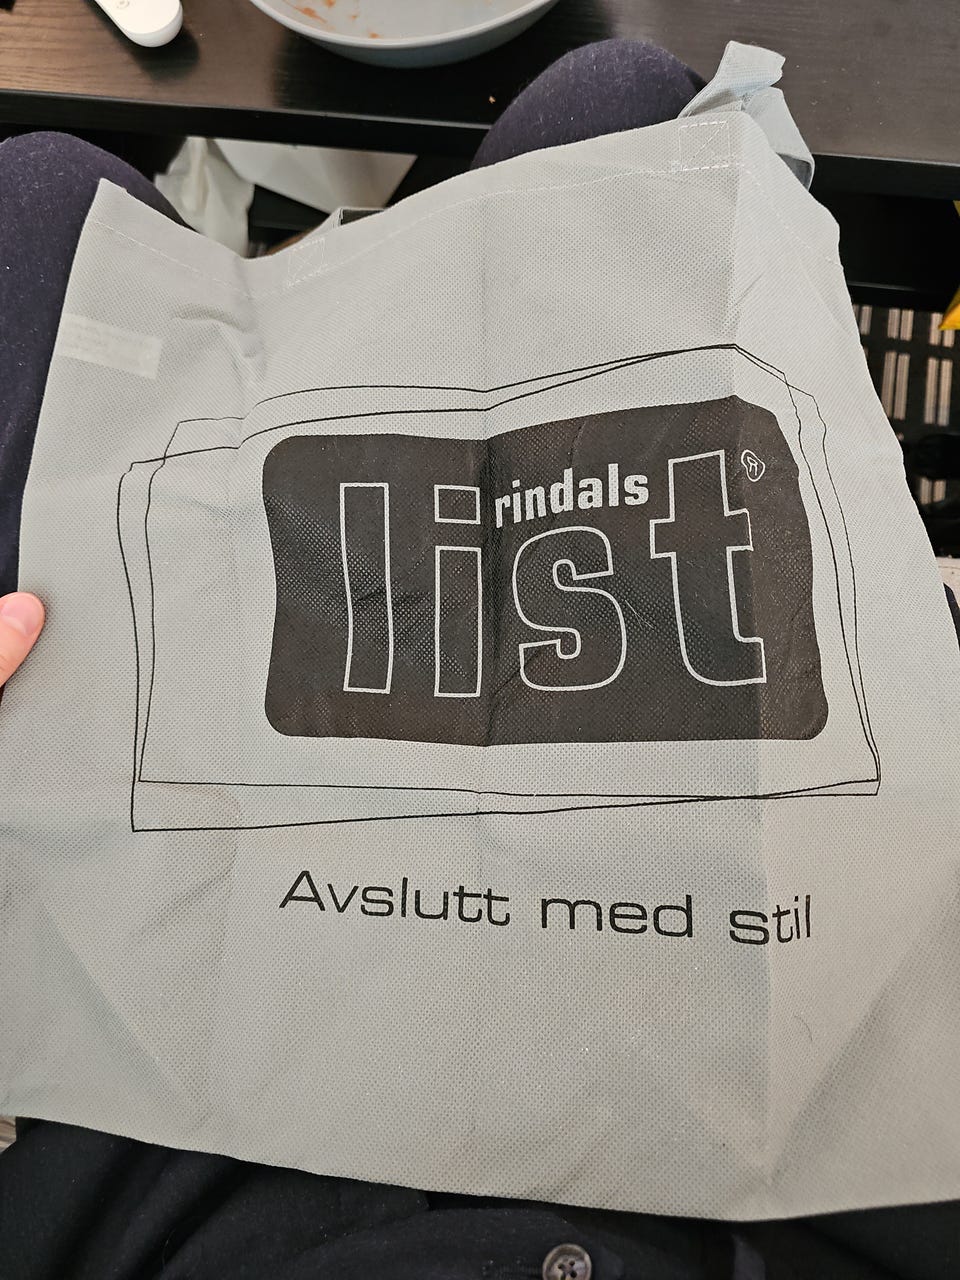 rindals
list
Avslutt med stil